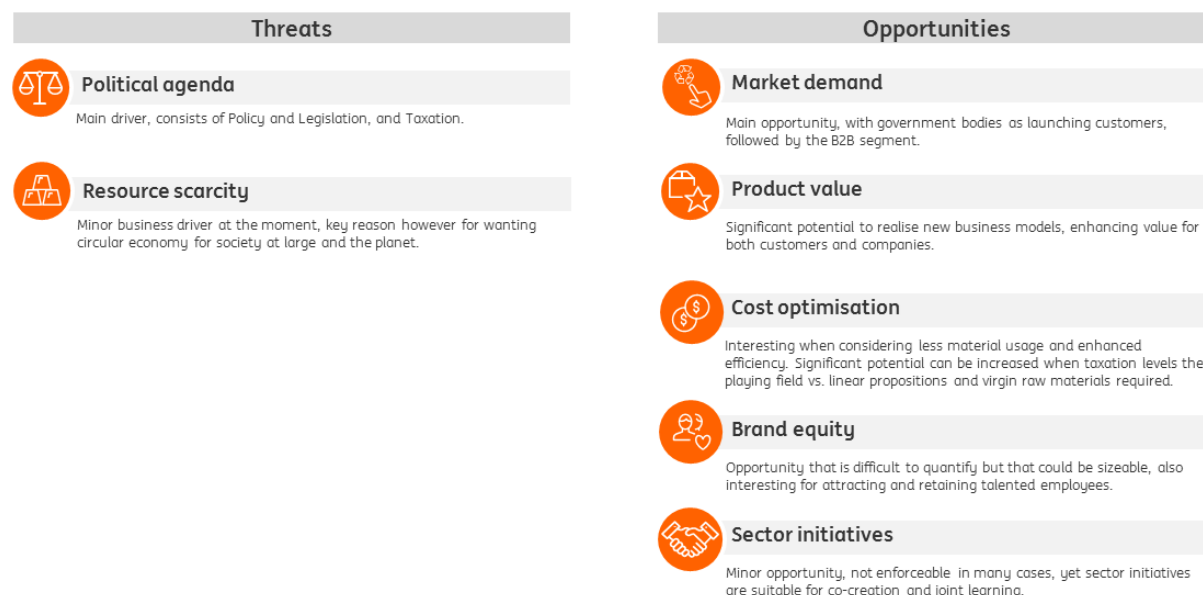 Threats
Political agenda
Main driver, consists of Policy and Legislation, and Taxation.
Resource scarcity
Minor business driver at the moment, key reason however for wanting
circular economy for society at large and the planet.
Opportunities
Market demand
Main opportunity, with government bodies as launching customers,
followed by the B2B segment.
Product value
Significant potential to realise new business models, enhancing value for
both customers and companies.
Cost optimisation
Interesting when considering less material usage and enhanced
efficiency. Significant potential can be increased when taxation levels the
playing field vs. linear propositions and virgin raw materials required.
Brand equity
Opportunity that is difficult to quantify but that could be sizeable, also
interesting for attracting and retaining talented employees.
Sector initiatives
Minor opportunity, not enforceable in many cases, yet sector initiatives
are suitable for co-creation and joint learning.